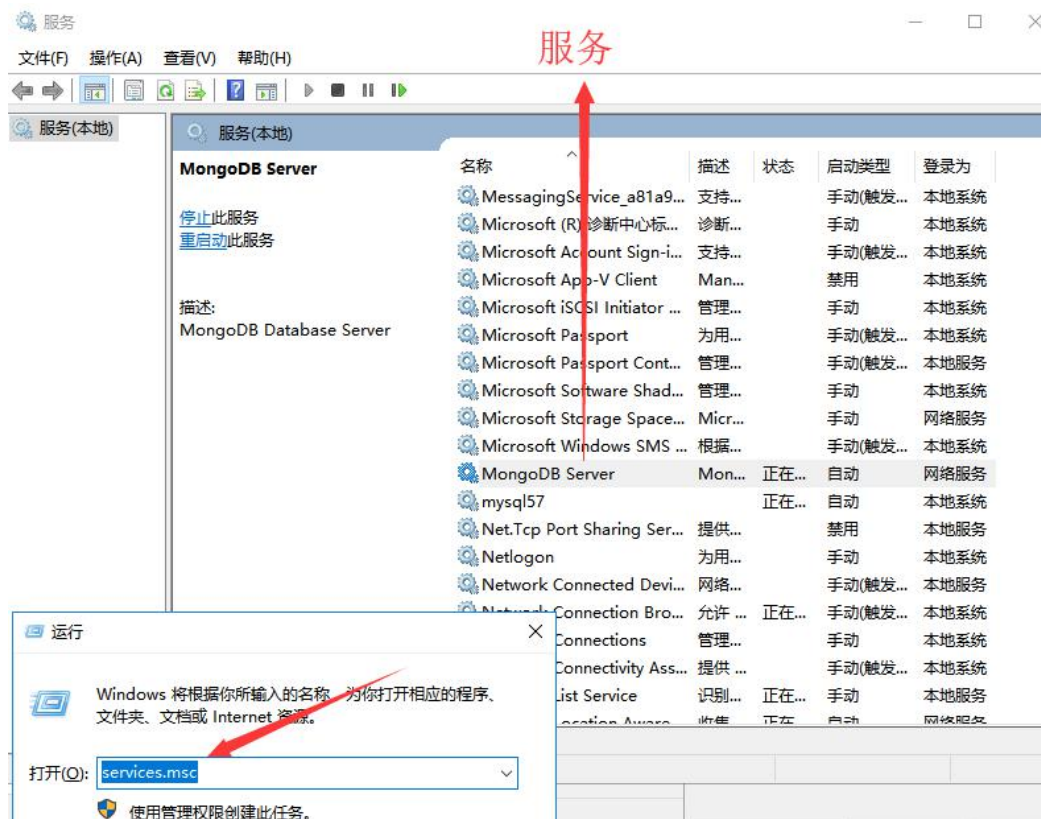 服务
文件(F) 操作(A) 查看(V) 帮助(H)
服务
服务(本地)
服务(本地)
MongoDB Server
停止此服务
重启动此服务
描述:
MongoDB Database Server
名称 描述 状态 启动类型 登录为
MessagingService_a81a9... 支持... 手动(触发... 本地系统
Microsoft (R) 诊断中心标... 诊断... 手动 本地系统
Microsoft Account Sign-i... 支持... 手动(触发... 本地系统
Microsoft App-V Client Man... 禁用 本地系统
Microsoft iSCSI Initiator ... 管理... 手动 本地系统
Microsoft Passport 为用... 手动(触发... 本地系统
Microsoft Passport Cont... 管理... 手动(触发... 本地服务
Microsoft Software Shad... 管理... 手动 本地系统
Microsoft Storage Space... Micr... 手动 网络服务
Microsoft Windows SMS ... 根据... 手动(触发... 本地系统
MongoDB Server Mon... 正在... 自动 网络服务
mysql57 正在... 自动 本地系统
Net.Tcp Port Sharing Ser... 提供... 禁用 本地服务
Netlogon 为用... 手动 本地系统
Network Connected Devi... 网络... 手动(触发... 本地服务
Network Connection Bro... 允许 ... 正在... 手动(触发... 本地系统
Connections 管理... 手动 本地系统
Connectivity Ass... 提供 ... 手动(触发... 本地系统
List Service 识别... 正在... 手动 本地服务
ocation Aware 收集 正在 自动 网络服务
运行
Windows 将根据你所输入的名称，为你打开相应的程序、
文件夹、文档或 Internet 资源。
打开(O): services.msc
使用管理权限创建此任务。